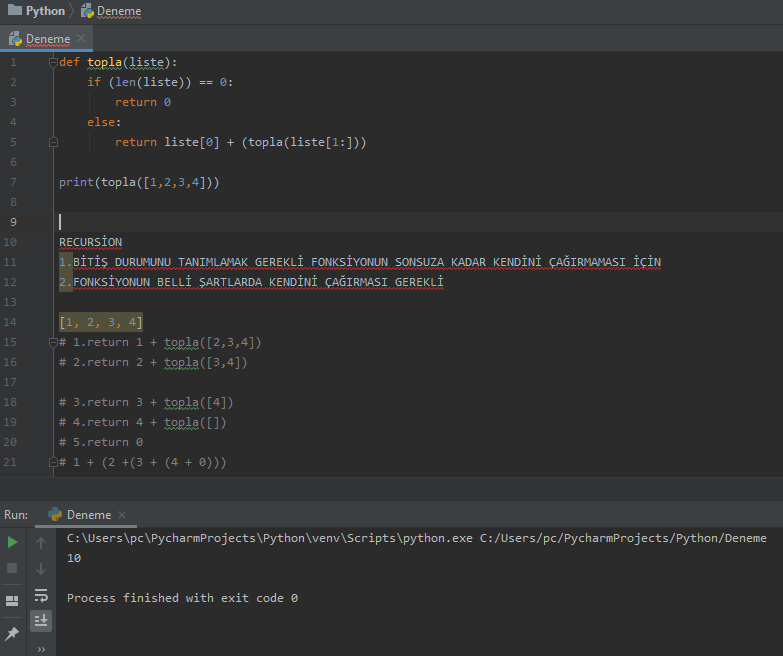 Python Deneme
Deneme
1 def topla(liste):
2 if (len(liste)) == 0:
3 return 0
4 else:
5 return liste[0] + (topla(liste[1:]))
6
7 print(topla([1,2,3,4]))
8
9
10 RECURSİON
11 1.BİTİŞ DURUMUNU TANIMLAMAK GEREKLİ FONKSİYONUN SONSUZA KADAR KENDİNİ ÇAĞIRMAMASI İÇİN
12 2.FONKSİYONUN BELLİ ŞARTLARDA KENDİNİ ÇAĞIRMASI GEREKLİ
13
14 [1, 2, 3, 4]
15 # 1.return 1 + topla([2,3,4])
16 # 2.return 2 + topla([3,4])
17
18 # 3.return 3 + topla([4])
19 # 4.return 4 + topla([])
20 # 5.return 0
21 # 1 + (2 +(3 + (4 + 0)))
Run: Deneme
C:\Users\pc\PycharmProjects\Python\venv\Scripts\python.exe C:/Users/pc/PycharmProjects/Python/Deneme
10
Process finished with exit code 0